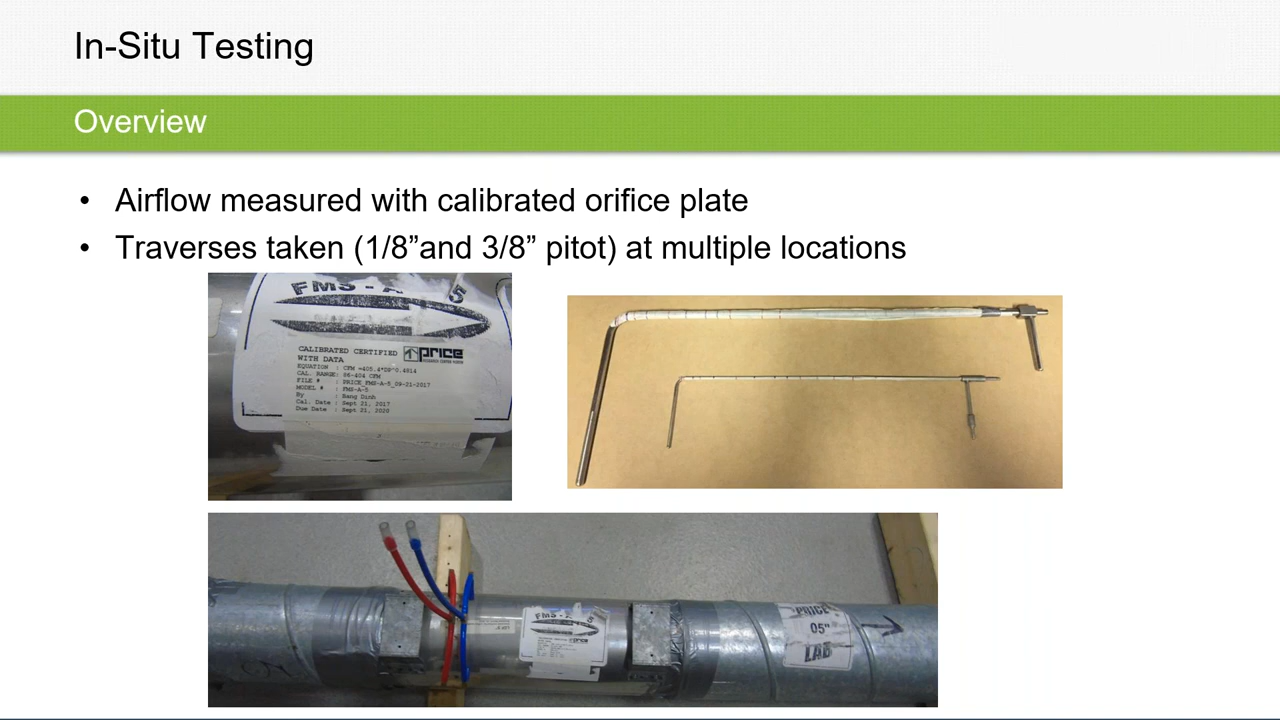 In-Situ Testing
Overview
• Airflow measured with calibrated orifice plate
• Traverses taken (1/8”and 3/8” pitot) at multiple locations
FMS - A 5
CALIBRATED CERTIFIED
WITH DATA
price
EQUATION : CFM =405.4*DP^0.4814
CAL. RANGE: 86-404 CFM
FILE # : PRICE_FMS-A-5_09-21-2017
MODEL # : FMS-A-5
By : Bang Dinh
Cal. Date : Sept 21, 2017
Due Date : Sept 21, 2020
FMS - A 5
price
PRICE
05"
LAB